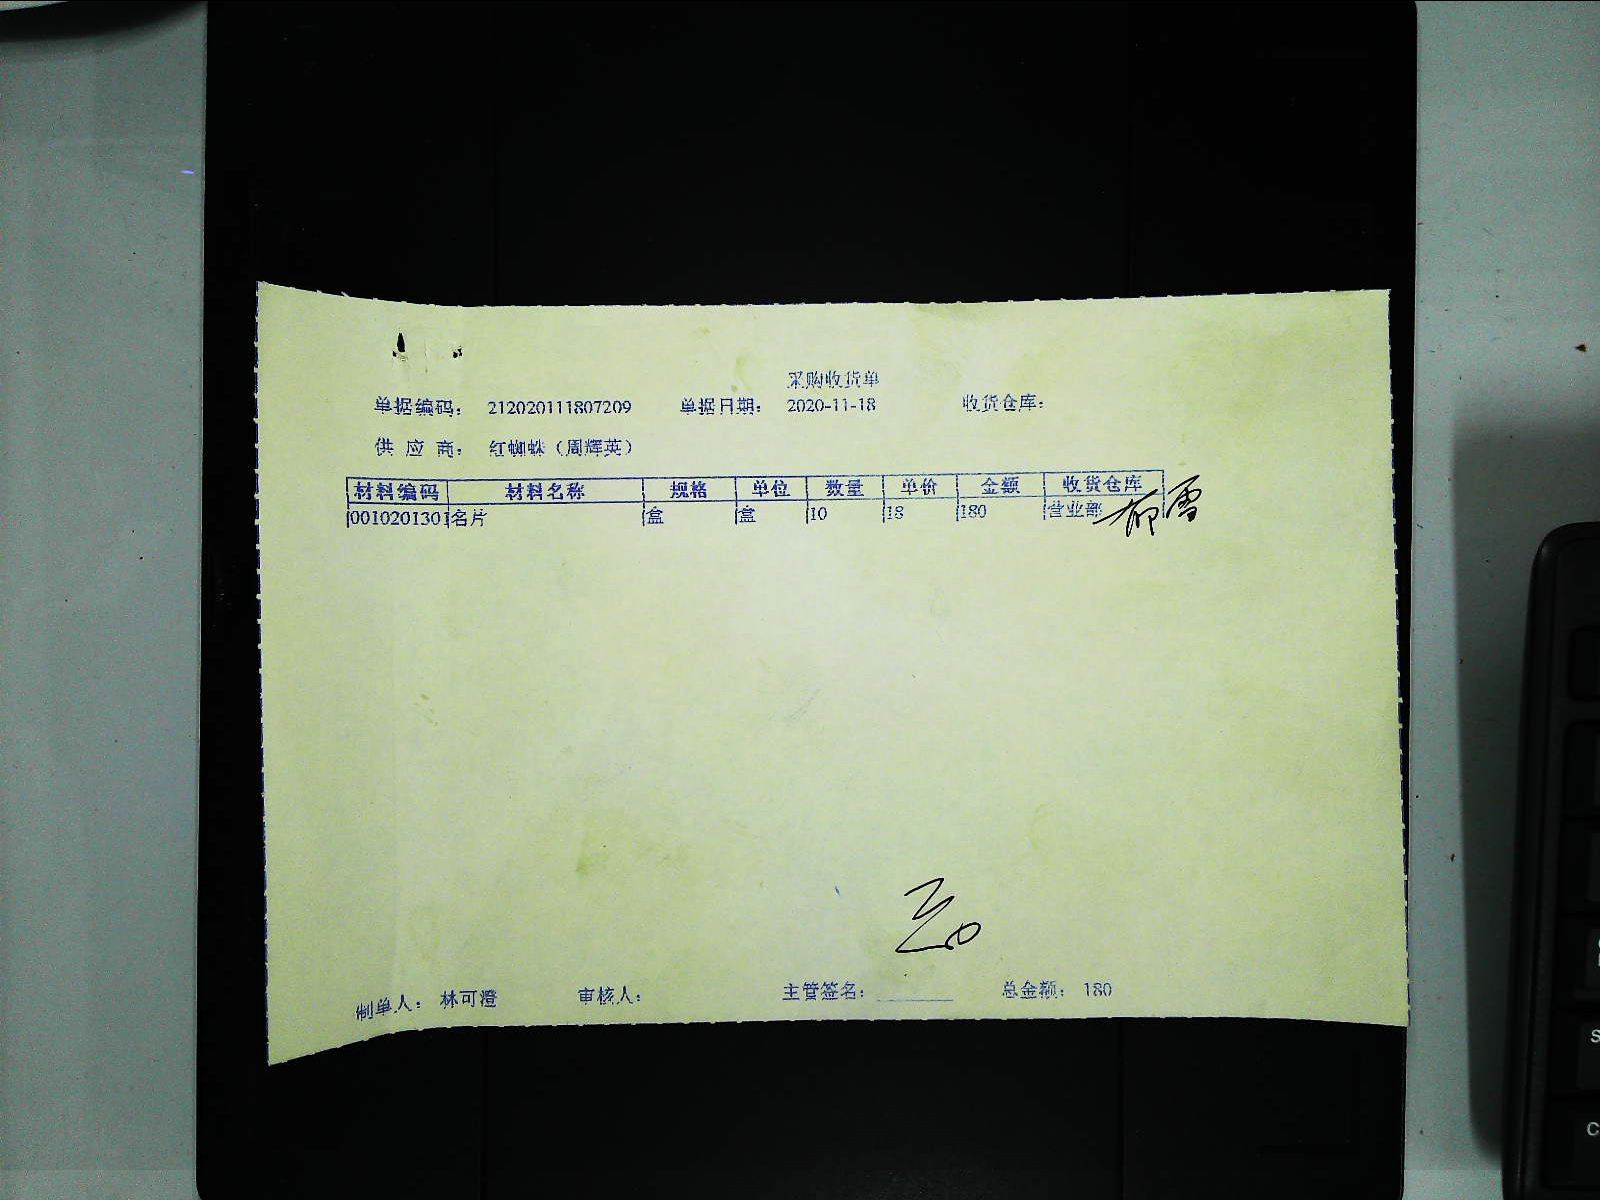 采购收货单
单据编码： 212020111807209 单据日期： 2020-11-18 收货仓库：
供 应 商： 红蜘蛛（周辉英）
材料编码 材料名称 规格 单位 数量 单价 金额 收货仓库
001020130 名片 盒 盒 10 18 180 营业部
制单人： 林可澄 审核人： 主管签名： 总金额： 180